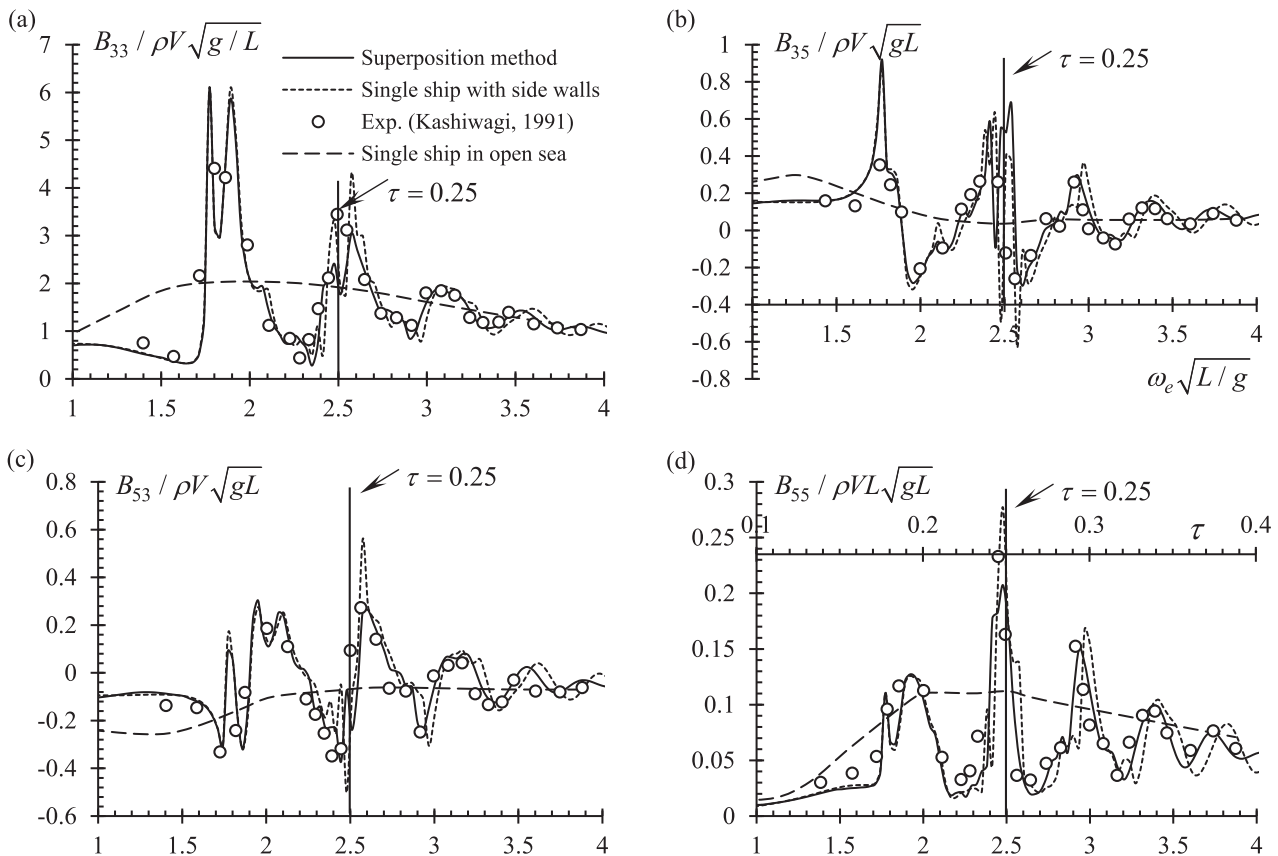 (a)
B33 / ρV√g / L
7
6
5
4
3
2
1
0
Superposition method
Single ship with side walls
Exp. (Kashiwagi, 1991)
Single ship in open sea
τ = 0.25
1 1.5 2 2.5 3 3.5 4
(b)
B35 / ρV√gL
1
0.8
0.6
0.4
0.2
0
-0.2
-0.4
-0.6
-0.8
τ = 0.25
1.5 2 2.5 3 3.5 4
ωe√L / g
(c)
B53 / ρV√gL
0.8
0.6
0.4
0.2
0
-0.2
-0.4
-0.6
τ = 0.25
1 1.5 2 2.5 3 3.5 4
(d)
B55 / ρVL√gL
0.3
0.25
0.2
0.15
0.1
0.05
0
τ = 0.25
0.1 0.2 0.3 τ 0.4
1 1.5 2 2.5 3 3.5 4